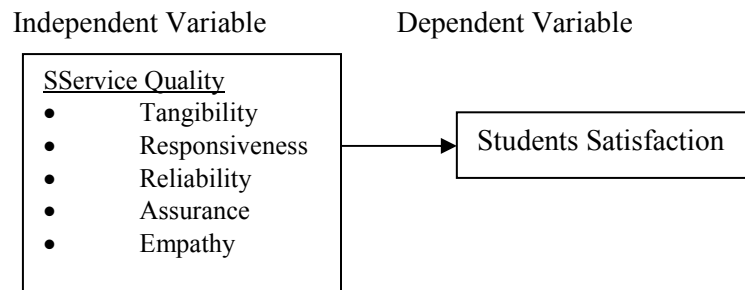 Independent Variable Dependent Variable
SService Quality
• Tangibility
• Responsiveness
• Reliability
• Assurance
• Empathy
Students Satisfaction